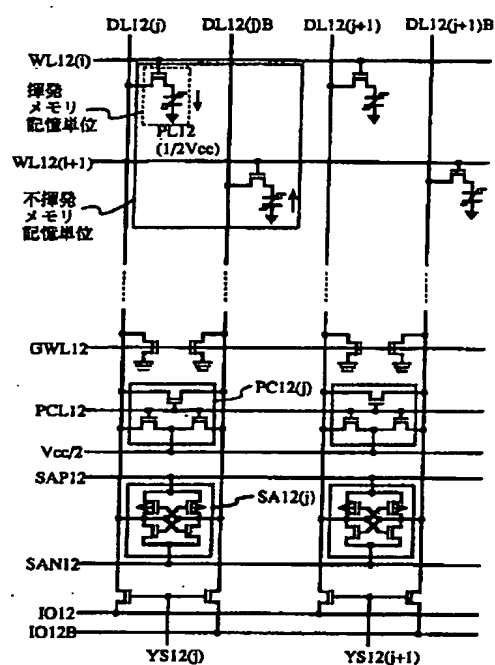 DL12(j) DL12(j)B DL12(j+1) DL12(j+1)B
WL12(i)
揮発
メモリ
記憶単位
PL12
(1/2Vcc)
WL12(i+1)
不揮発
メモリ
記憶単位
GWL12
PC12(j)
PCL12
Vcc/2
SAP12
SA12(j)
SAN12
IO12
IO12B
YS12(j) YS12(j+1)